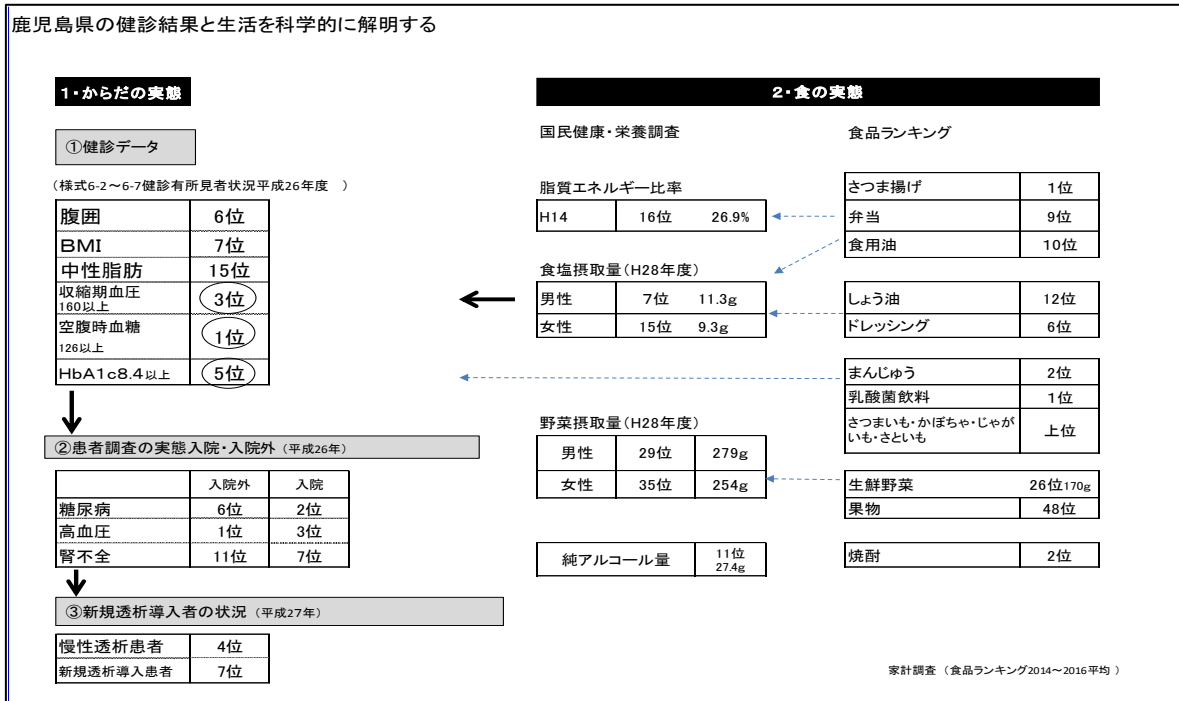 鹿児島県の健診結果と生活を科学的に解明する
1・からだの実態
①健診データ
（様式6-2～6-7健診有所見者状況平成26年度　）
腹囲 6位
BMI 7位
中性脂肪 15位
収縮期血圧
160以上 3位
空腹時血糖
126以上 1位
HbA1c8.4以上 5位
②患者調査の実態入院・入院外（平成26年）
入院外 入院
糖尿病 6位 2位
高血圧 1位 3位
腎不全 11位 7位
③新規透析導入者の状況（平成27年）
慢性透析患者 4位
新規透析導入患者 7位
2・食の実態
国民健康・栄養調査
脂質エネルギー比率
H14 16位 26.9%
食塩摂取量（H28年度）
男性 7位 11.3g
女性 15位 9.3g
野菜摂取量（H28年度）
男性 29位 279g
女性 35位 254g
純アルコール量 11位
27.4g
食品ランキング
さつま揚げ 1位
弁当 9位
食用油 10位
しょう油 12位
ドレッシング 6位
まんじゅう 2位
乳酸菌飲料 1位
さつまいも・かぼちゃ・じゃが
いも・さといも 上位
生鮮野菜 26位170g
果物 48位
焼酎 2位
家計調査（食品ランキング2014～2016平均）